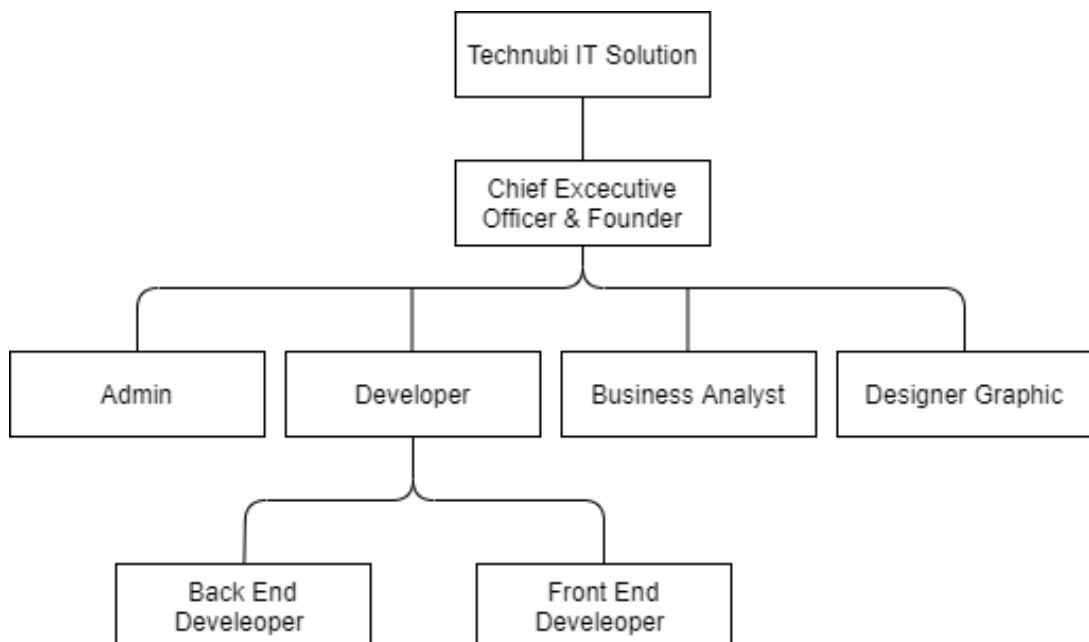 Technubi IT Solution
Chief Excecutive
Officer & Founder
Admin
Developer
Business Analyst
Designer Graphic
Back End
Develeoper
Front End
Develeoper